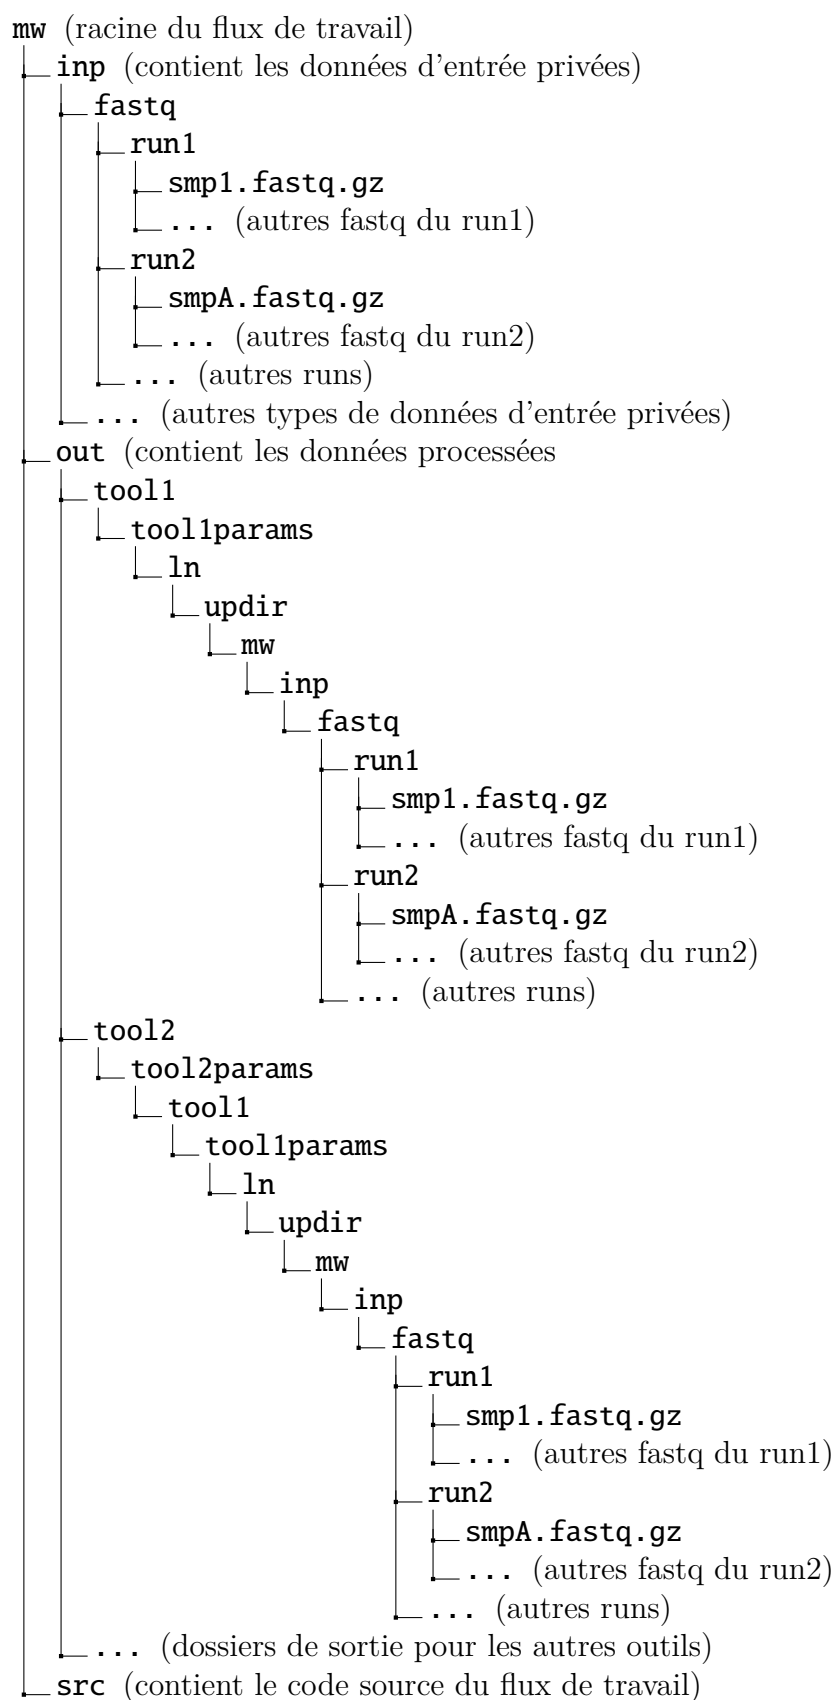 mw (racine du flux de travail)
inp (contient les données d'entrée privées)
fastq
run1
smp1.fastq.gz
... (autres fastq du run1)
run2
smpA.fastq.gz
... (autres fastq du run2)
... (autres runs)
... (autres types de données d'entrée privées)
out (contient les données processées
tool1
tool1params
ln
updir
mw
inp
fastq
run1
smp1.fastq.gz
... (autres fastq du run1)
run2
smpA.fastq.gz
... (autres fastq du run2)
... (autres runs)
tool2
tool2params
tool1
tool1params
ln
updir
mw
inp
fastq
run1
smp1.fastq.gz
... (autres fastq du run1)
run2
smpA.fastq.gz
... (autres fastq du run2)
... (autres runs)
... (dossiers de sortie pour les autres outils)
src (contient le code source du flux de travail)